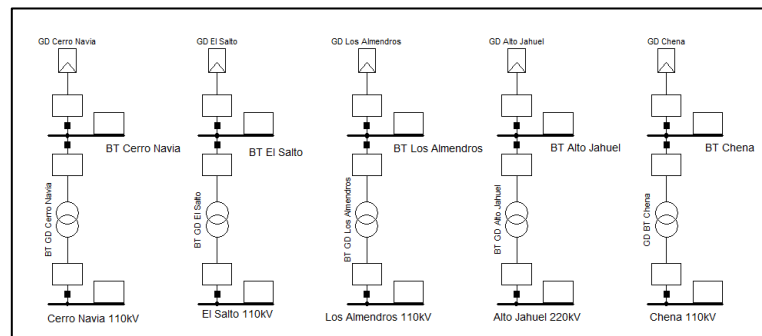 GD Cerro Navia
GD El Salto
GD Los Almendros
GD Alto Jahuel
GD Chena
BT Cerro Navia
BT El Salto
BT Los Almendros
BT Alto Jahuel
BT Chena
BT GD Cerro Navia
BT GD El Salto
BT GD Los Almendros
BT GD Alto Jahuel
GD BT Chena
Cerro Navia 110kV
El Salto 110kV
Los Almendros 110kV
Alto Jahuel 220kV
Chena 110kV